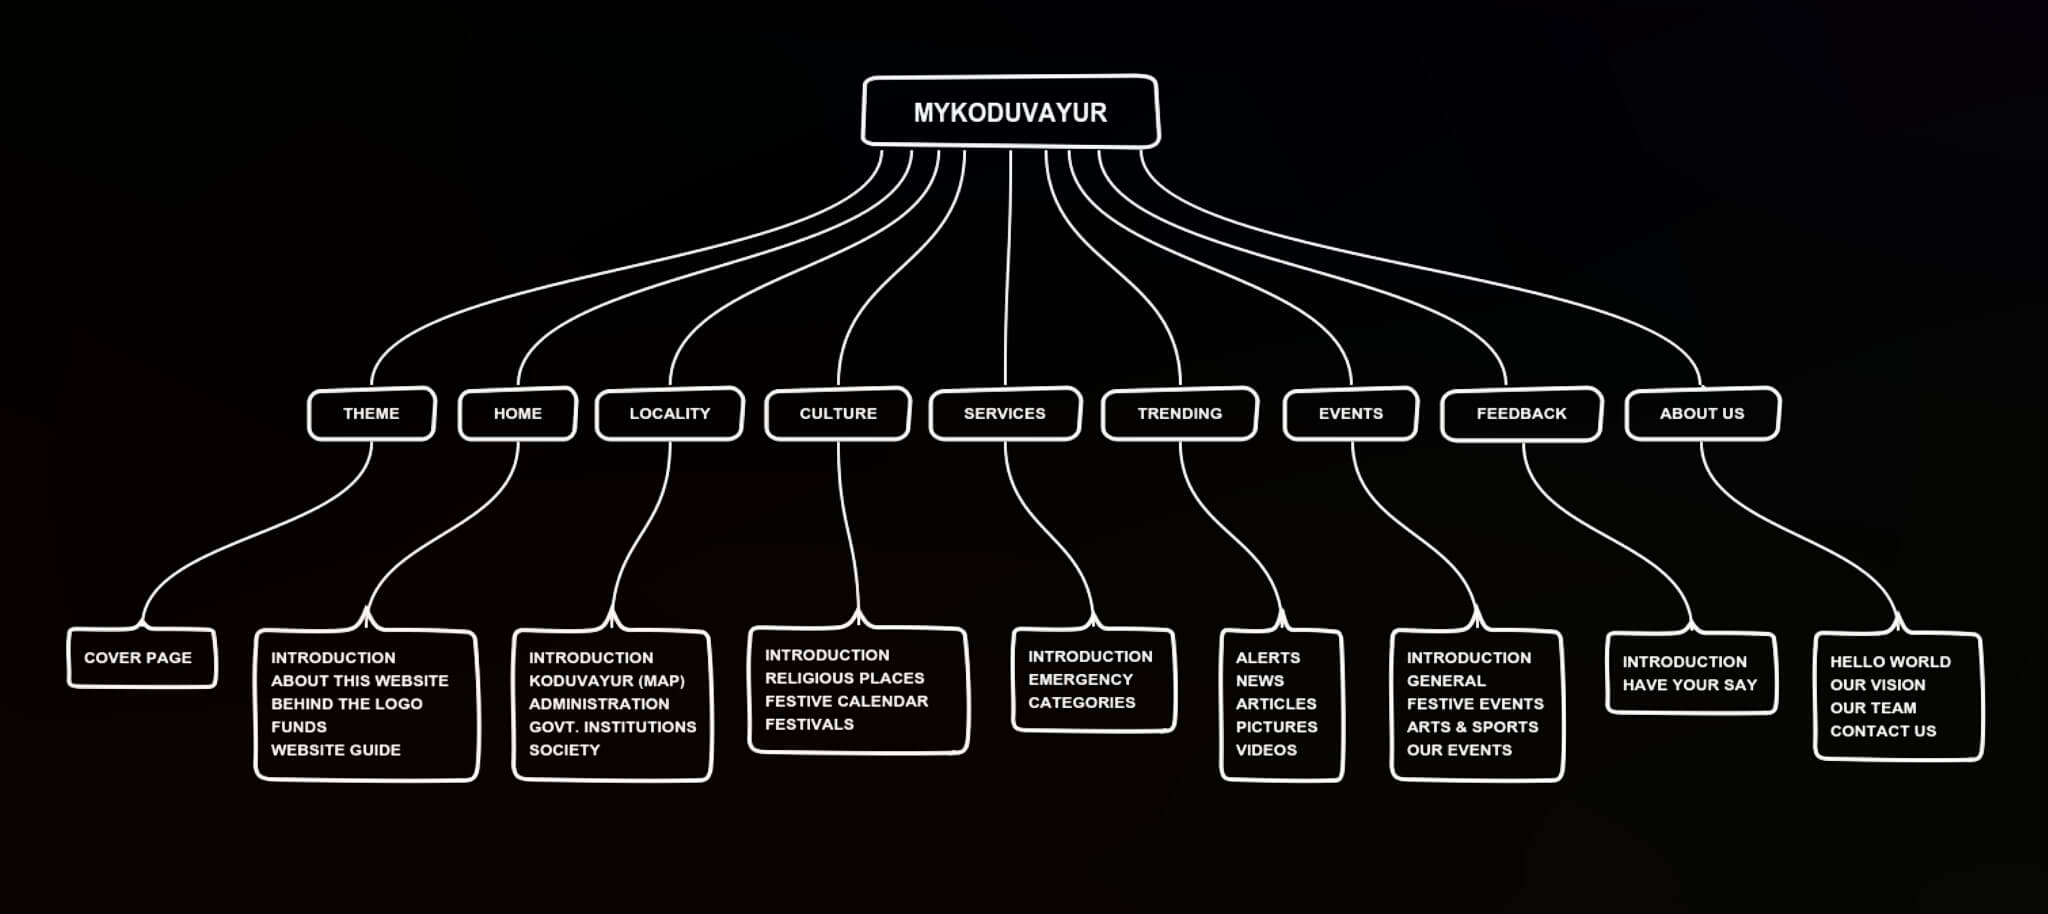 MYKODUVAYUR
THEME
HOME
LOCALITY
CULTURE
SERVICES
TRENDING
EVENTS
FEEDBACK
ABOUT US
COVER PAGE
INTRODUCTION
ABOUT THIS WEBSITE
BEHIND THE LOGO
FUNDS
WEBSITE GUIDE
INTRODUCTION
KODUVAYUR (MAP)
ADMINISTRATION
GOVT. INSTITUTIONS
SOCIETY
INTRODUCTION
RELIGIOUS PLACES
FESTIVE CALENDAR
FESTIVALS
INTRODUCTION
EMERGENCY
CATEGORIES
ALERTS
NEWS
ARTICLES
PICTURES
VIDEOS
INTRODUCTION
GENERAL
FESTIVE EVENTS
ARTS & SPORTS
OUR EVENTS
INTRODUCTION
HAVE YOUR SAY
HELLO WORLD
OUR VISION
OUR TEAM
CONTACT US